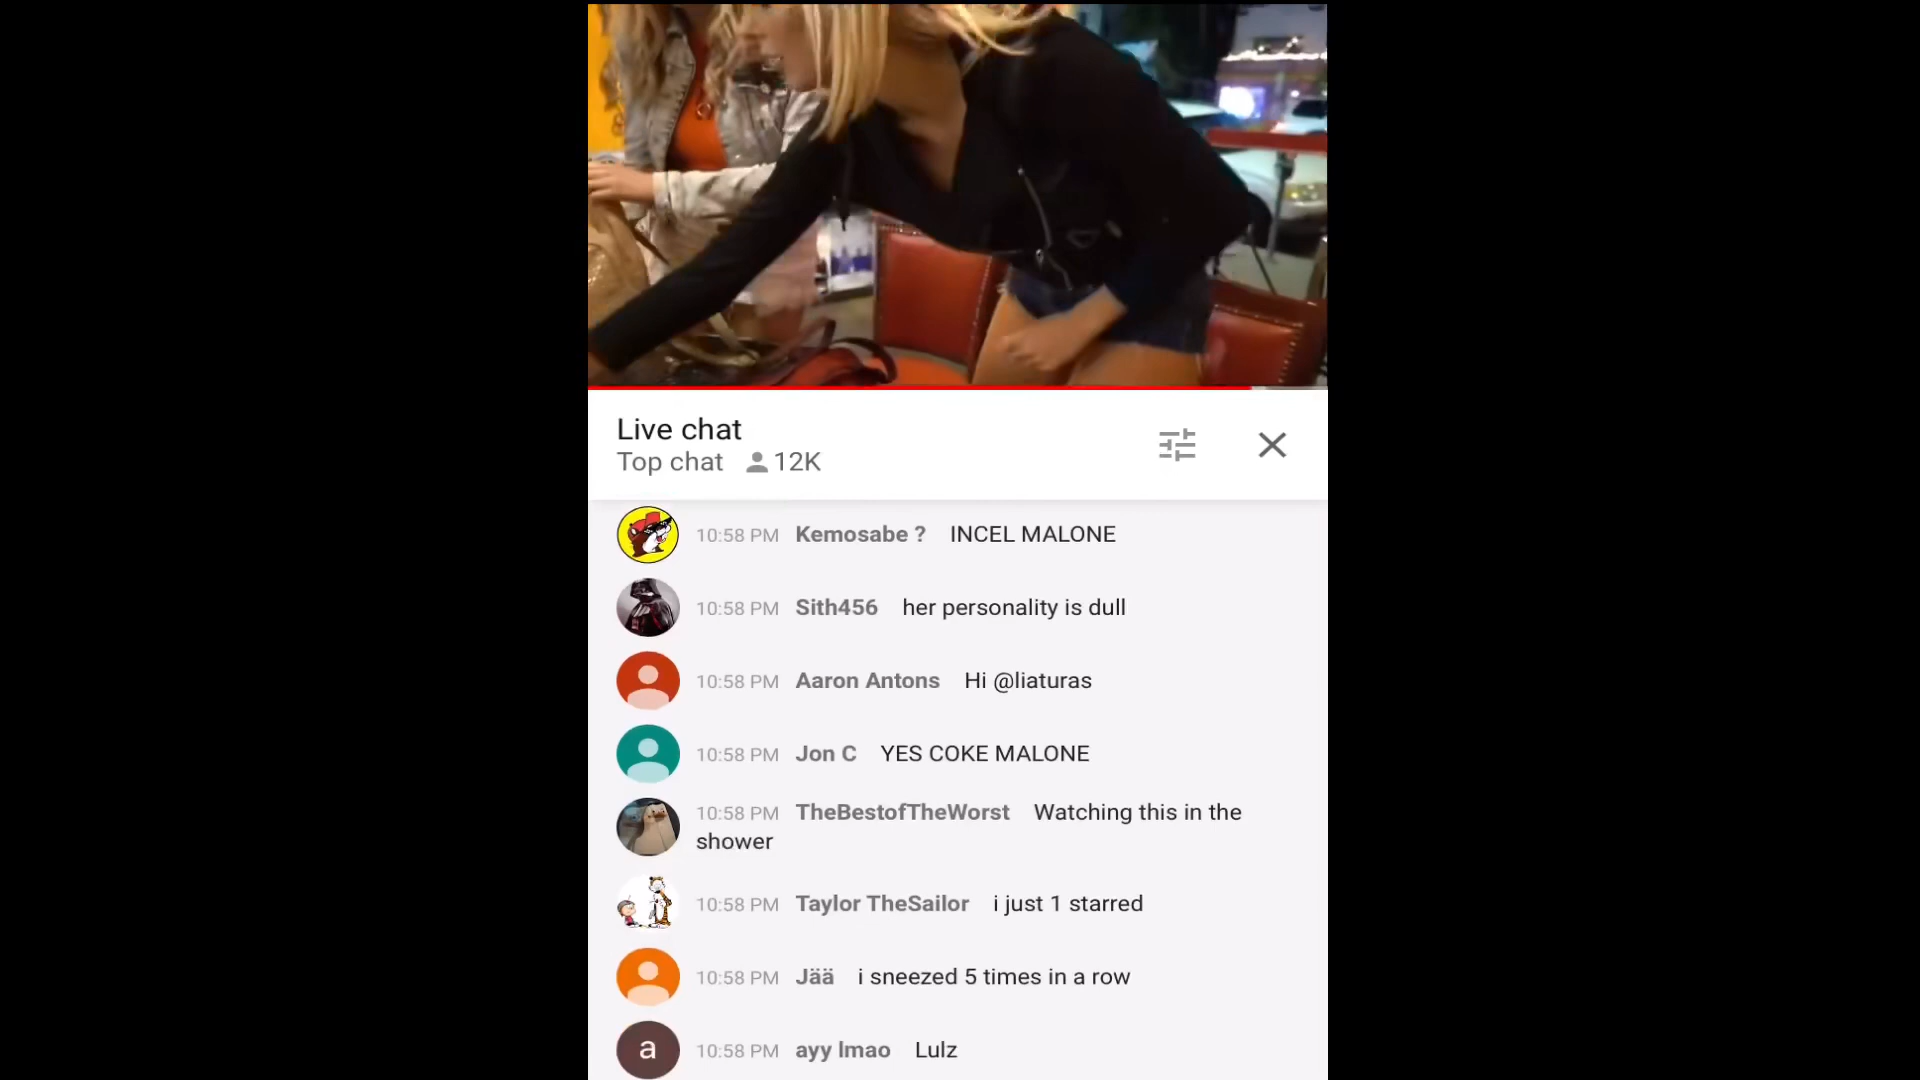 Live chat
Top chat 12K
10:58 PM Kemosabe ? INCEL MALONE
10:58 PM Sith456 her personality is dull
10:58 PM Aaron Antons Hi @liaturas
10:58 PM Jon C YES COKE MALONE
10:58 PM TheBestofTheWorst Watching this in the
shower
10:58 PM Taylor TheSailor i just 1 starred
10:58 PM Jää i sneezed 5 times in a row
a 10:58 PM ayy lmao Lulz